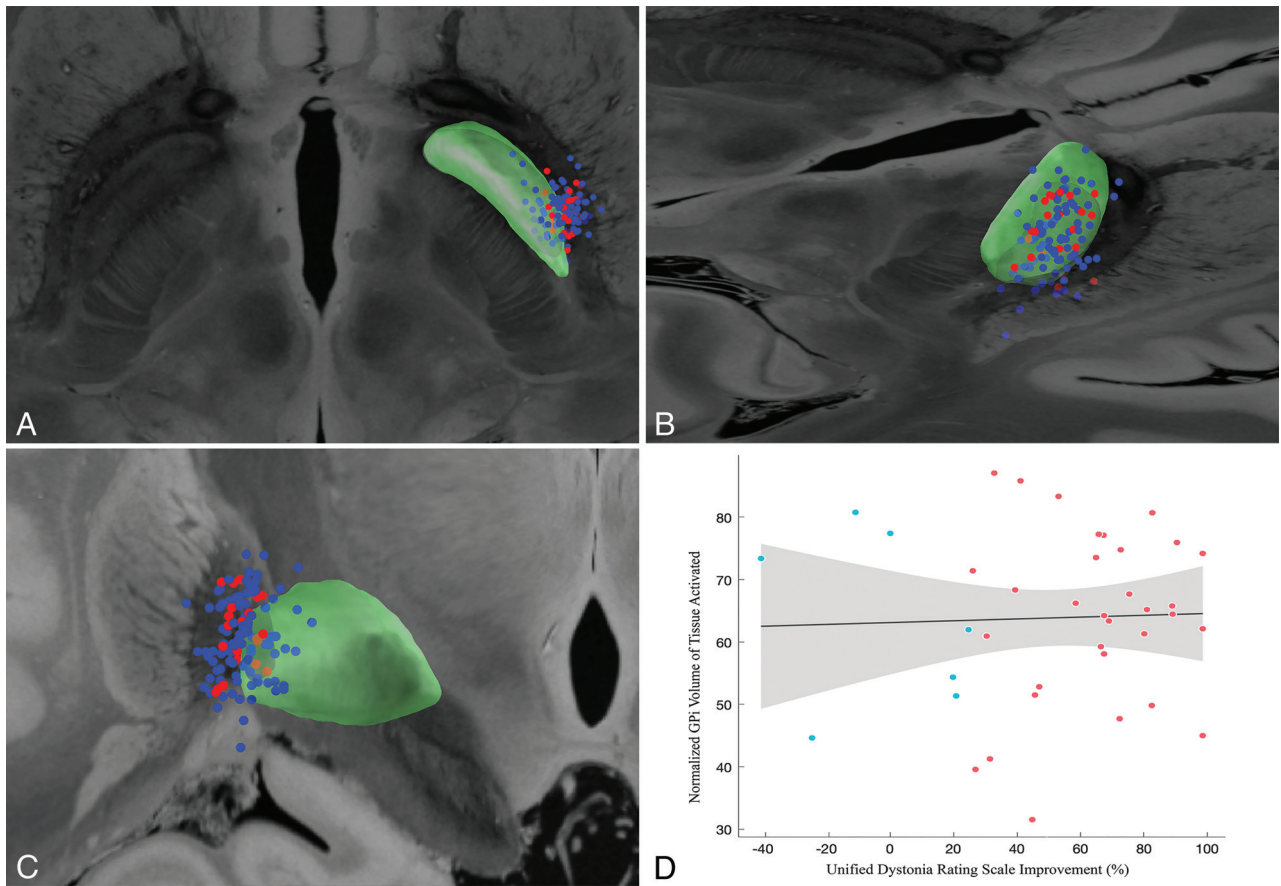 A
B
C
D
Normalized GPi Volume of Tissue Activated
80
70
60
50
40
30
-40 -20 0 20 40 60 80 100
Unified Dystonia Rating Scale Improvement (%)